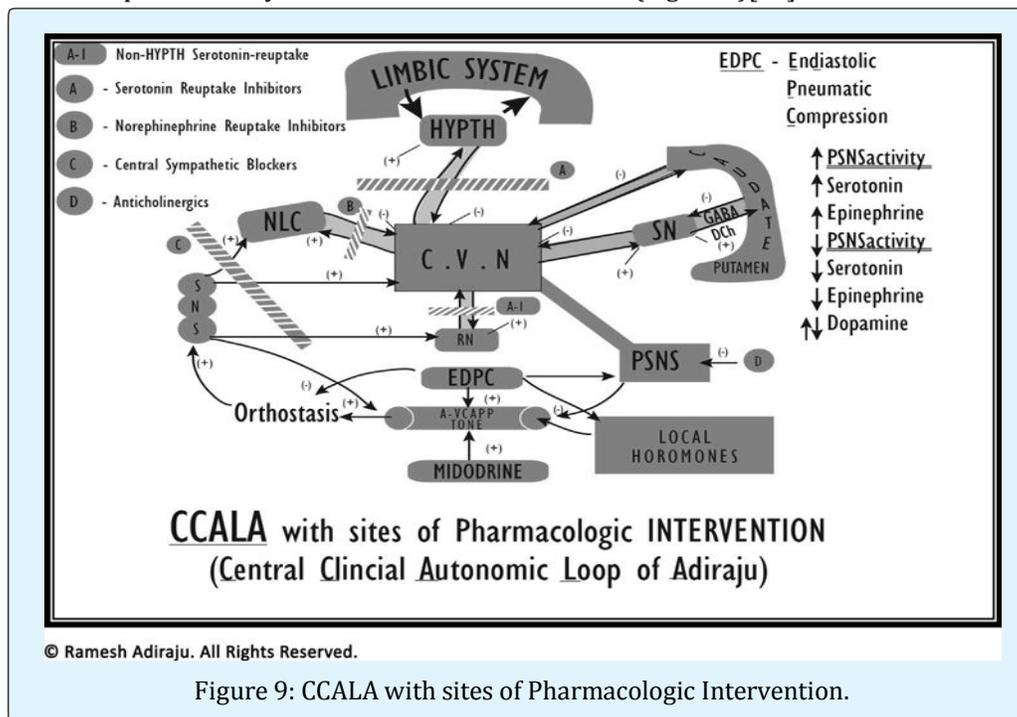 A-I Non-HYPTH Serotonin-reuptake
A - Serotonin Reuptake Inhibitors
B - Norephinephrine Reuptake Inhibitors
C - Central Sympathetic Blockers
D - Anticholinergics
LIMBIC SYSTEM
HYPTH
(+)
A
(-)
EDPC - Endiastolic
Pneumatic
Compression
↑ PSNSactivity
↑ Serotonin
↑ Epinephrine
↓ PSNSactivity
↓ Serotonin
↓ Epinephrine
↑↓ Dopamine
CAUDATE
PUTAMEN
(-)
(-)
GABA
DCh
(+)
SN
(-)
(+)
NLC
B
(-)
(+)
(+)
C
C.V.N
S
N
S
(+)
(+)
A-I
(+)
RN
PSNS
(-)
D
EDPC
(+)
(-)
(+)
(+)
(-)
Orthostasis
A-VCAPP
TONE
(+)
MIDODRINE
LOCAL
HOROMONES
CCALA with sites of Pharmacologic INTERVENTION
(Central Clincial Autonomic Loop of Adiraju)
© Ramesh Adiraju. All Rights Reserved.
Figure 9: CCALA with sites of Pharmacologic Intervention.